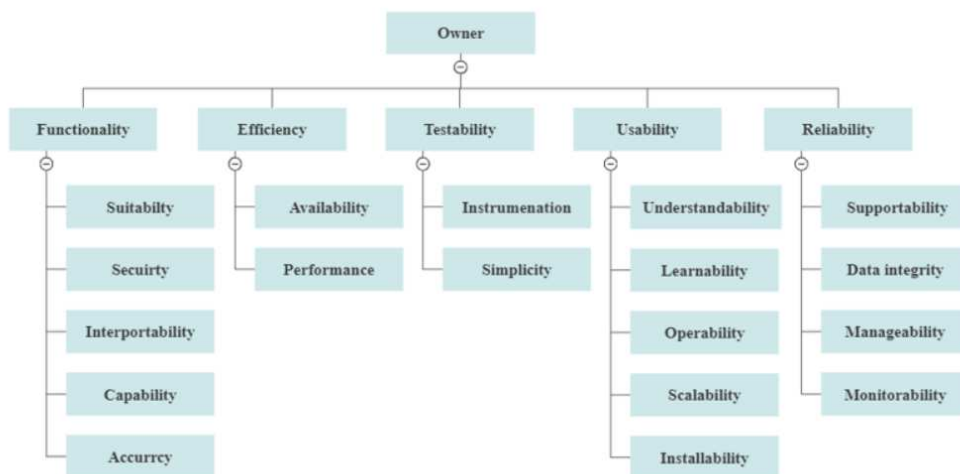 Owner
Functionality
Efficiency
Testability
Usability
Reliability
Suitabilty
Availability
Instrumenation
Understandability
Supportability
Secuirty
Performance
Simplicity
Learnability
Data integrity
Interportability
Operability
Manageability
Capability
Scalability
Monitorability
Accurrcy
Installability